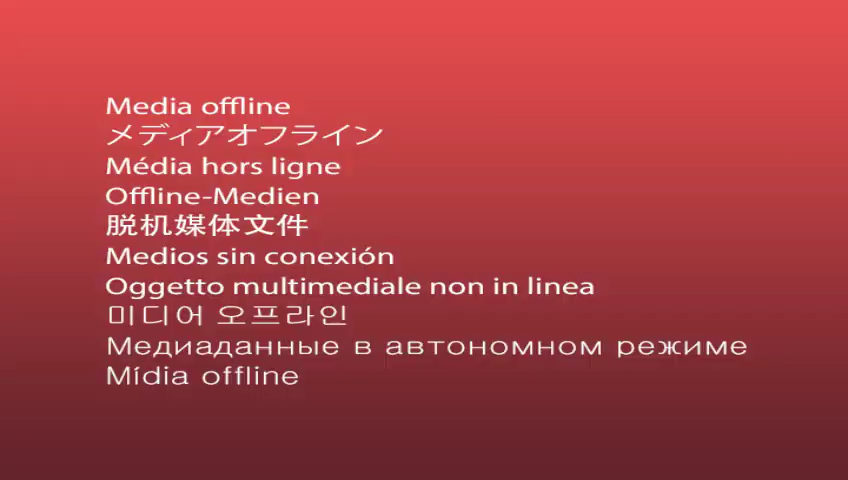 Media offline
メディアオフライン
Média hors ligne
Offline-Medien
脱机媒体文件
Medios sin conexión
Oggetto multimediale non in linea
미디어 오프라인
Медиаданные в автономном режиме
Mídia offline